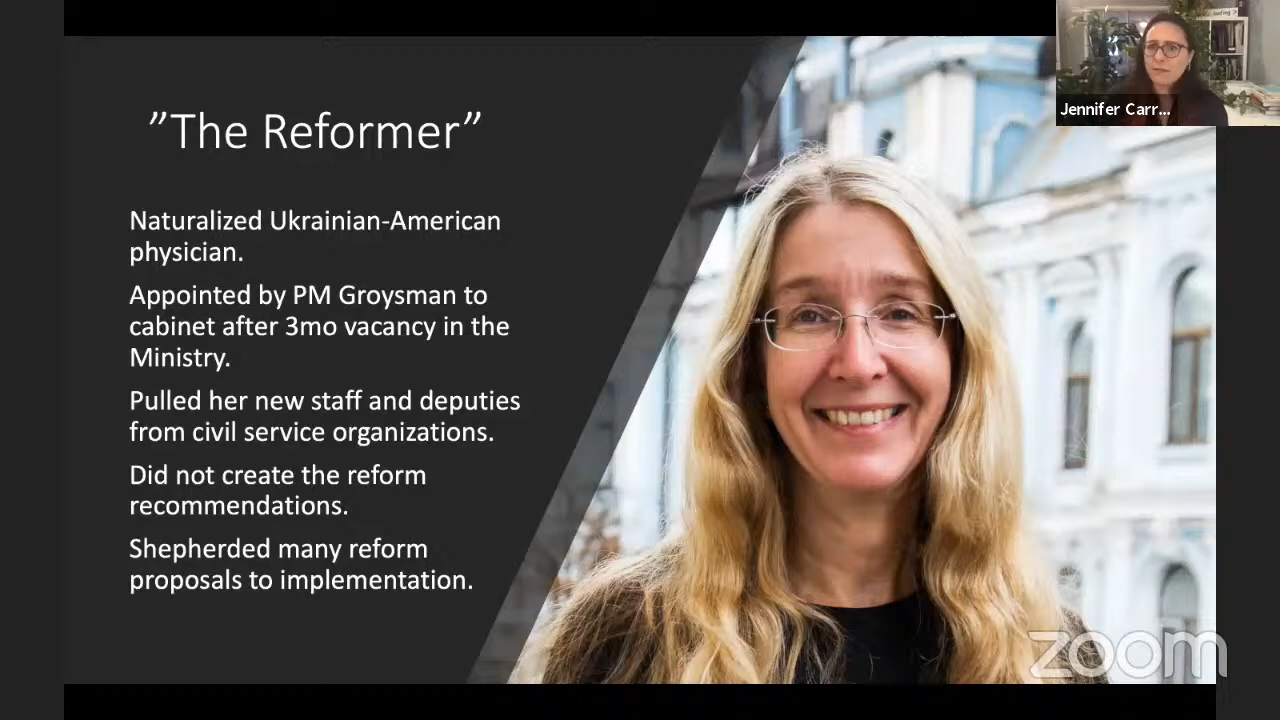 ”The Reformer”
Naturalized Ukrainian-American
physician.
Appointed by PM Groysman to
cabinet after 3mo vacancy in the
Ministry.
Pulled her new staff and deputies
from civil service organizations.
Did not create the reform
recommendations.
Shepherded many reform
proposals to implementation.
Jennifer Carr...
zoom